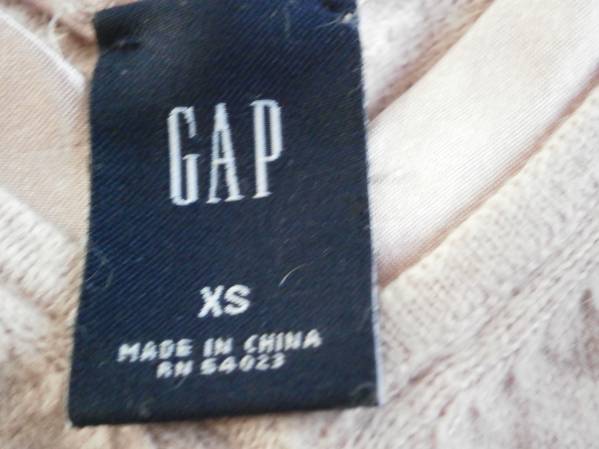 GAP
XS
MADE IN CHINA
RN 54023